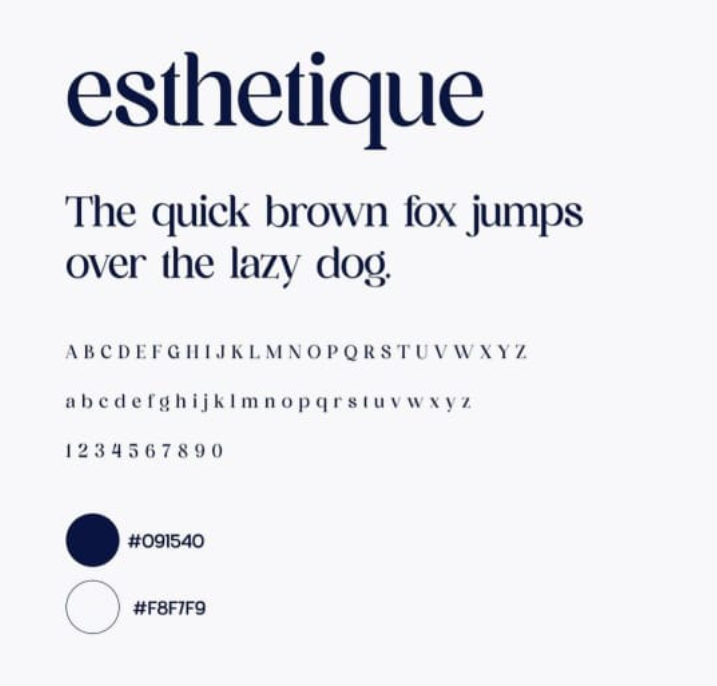 esthetique
The quick brown fox jumps
over the lazy dog.
A B C D E F G H I J K L M N O P Q R S T U V W X Y Z
a b c d e f g h i j k l m n o p q r s t u v w x y z
1 2 3 4 5 6 7 8 9 0
#091540
#F8F7F9